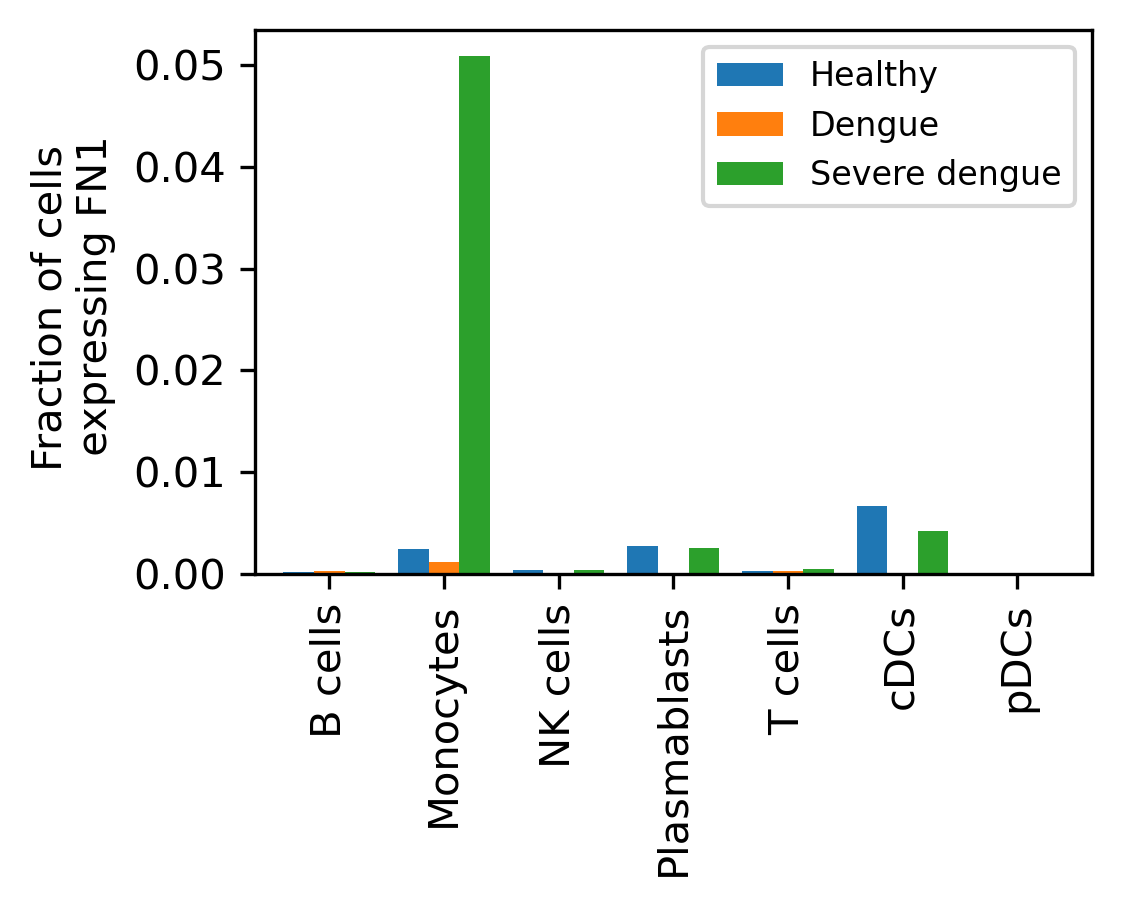 Fraction of cells
expressing FN1
0.05
0.04
0.03
0.02
0.01
0.00
Healthy
Dengue
Severe dengue
B cells
Monocytes
NK cells
Plasmablasts
T cells
cDCs
pDCs